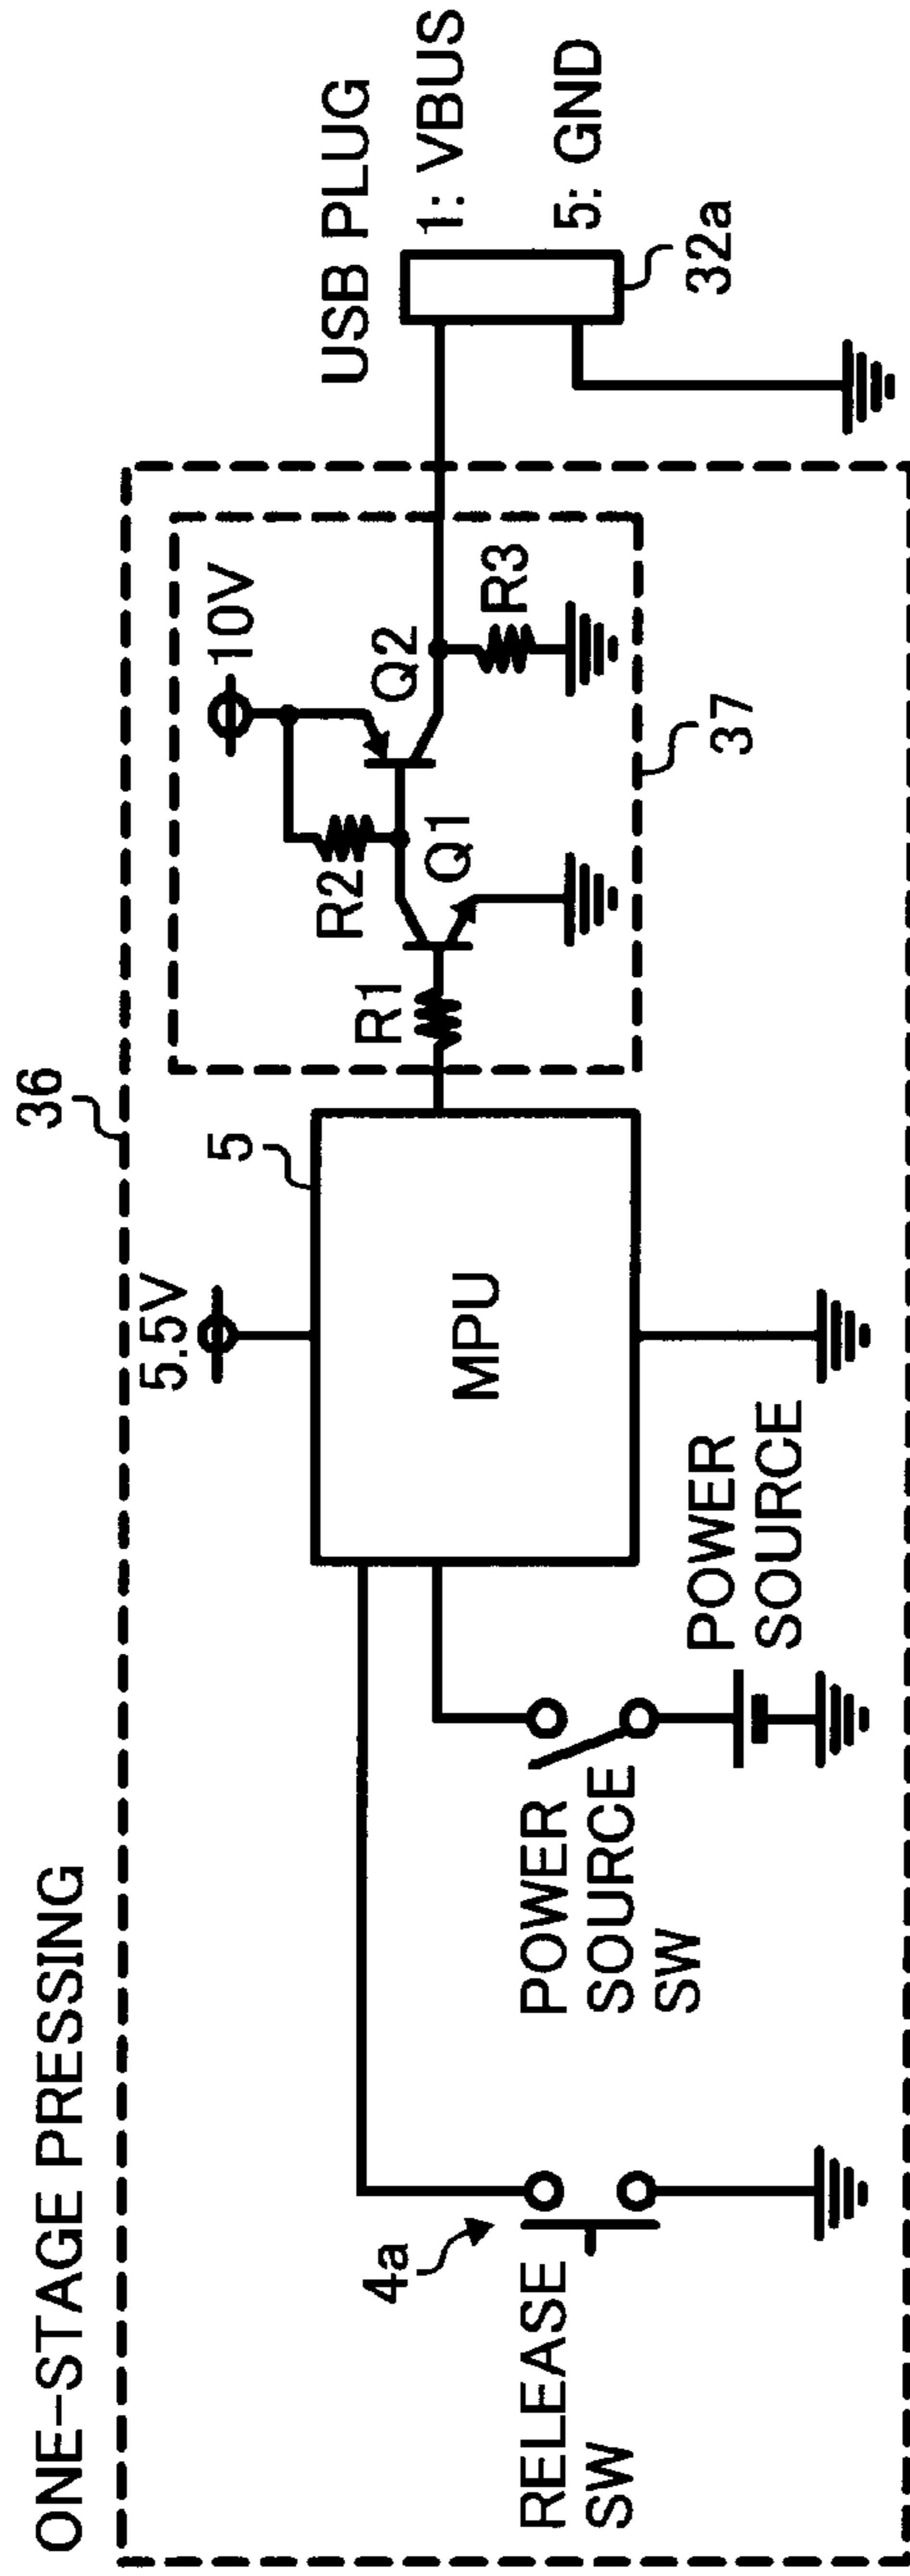 ONE-STAGE PRESSING
36
5.5V
5
MPU
R1
R2
Q1
Q2
10V
R3
37
USB PLUG
1: VBUS
5: GND
32a
4a
RELEASE
SW
POWER
SOURCE
SW
POWER
SOURCE